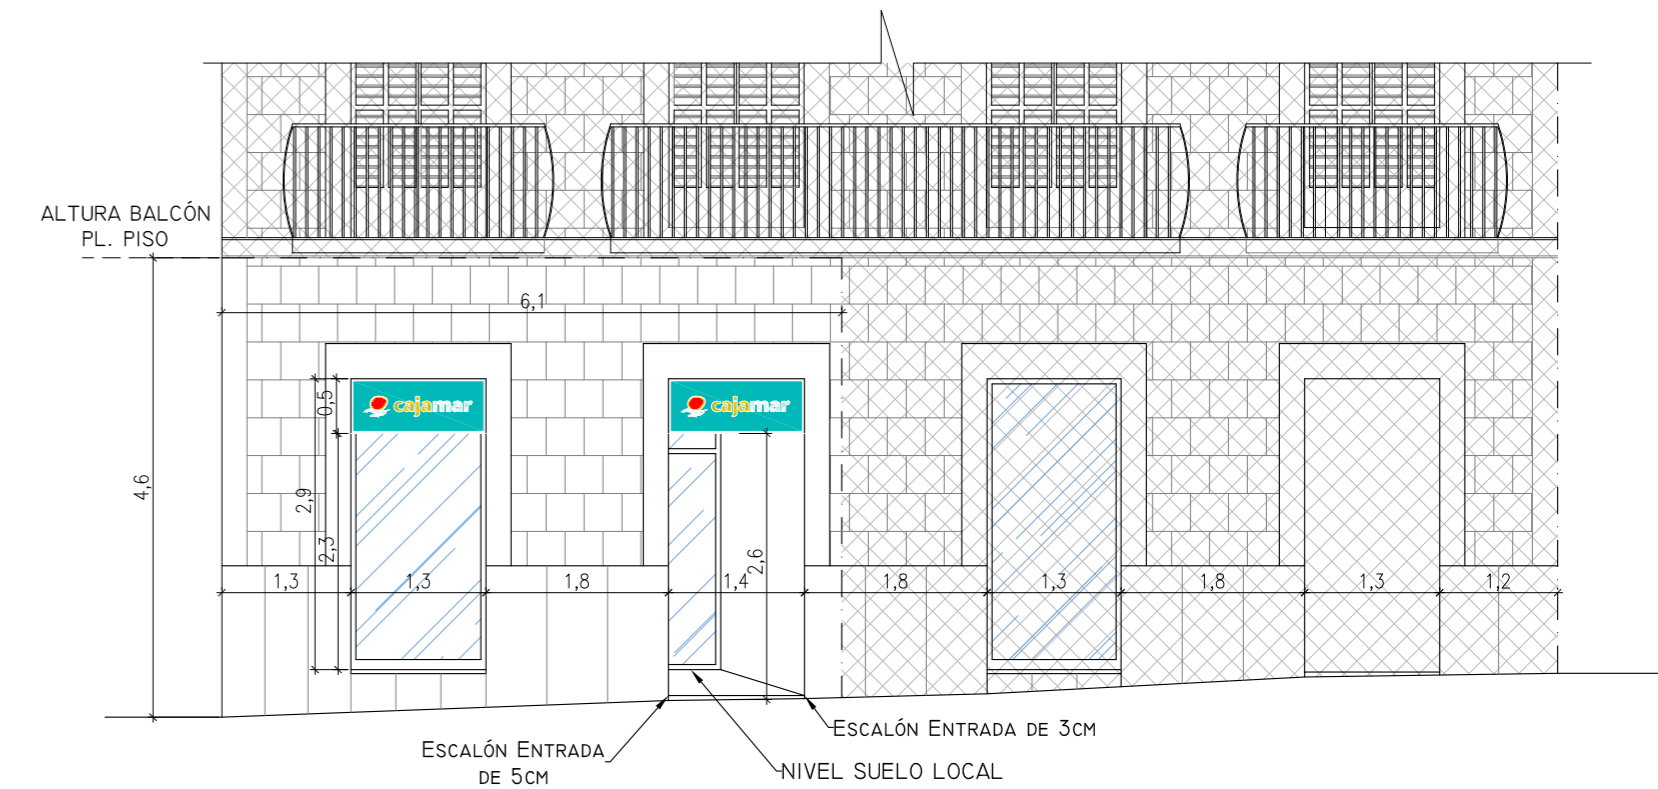 ALTURA BALCÓN
PL. PISO
6,1
0,5
cajamar
cajamar
4,6
2,9
2,3
2,6
1,3
1,3
1,8
1,4
1,8
1,3
1,8
1,3
1,2
ESCALÓN ENTRADA DE 3CM
ESCALÓN ENTRADA
DE 5CM
NIVEL SUELO LOCAL